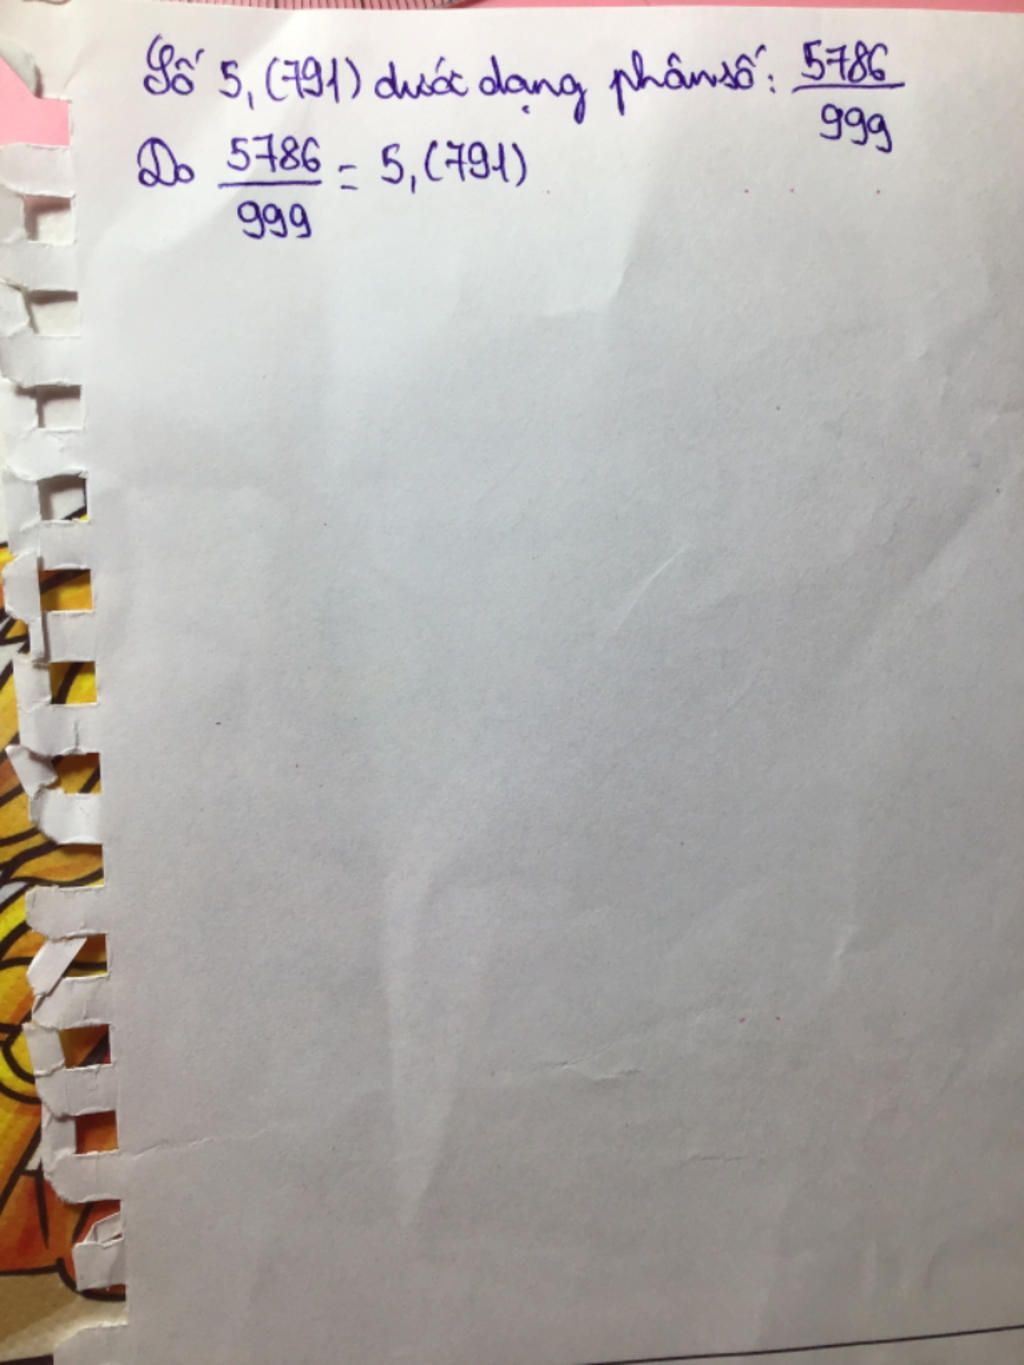 Số 5,(791) dưới dạng phân số: 5786/999
Do 5786/999 = 5,(791)